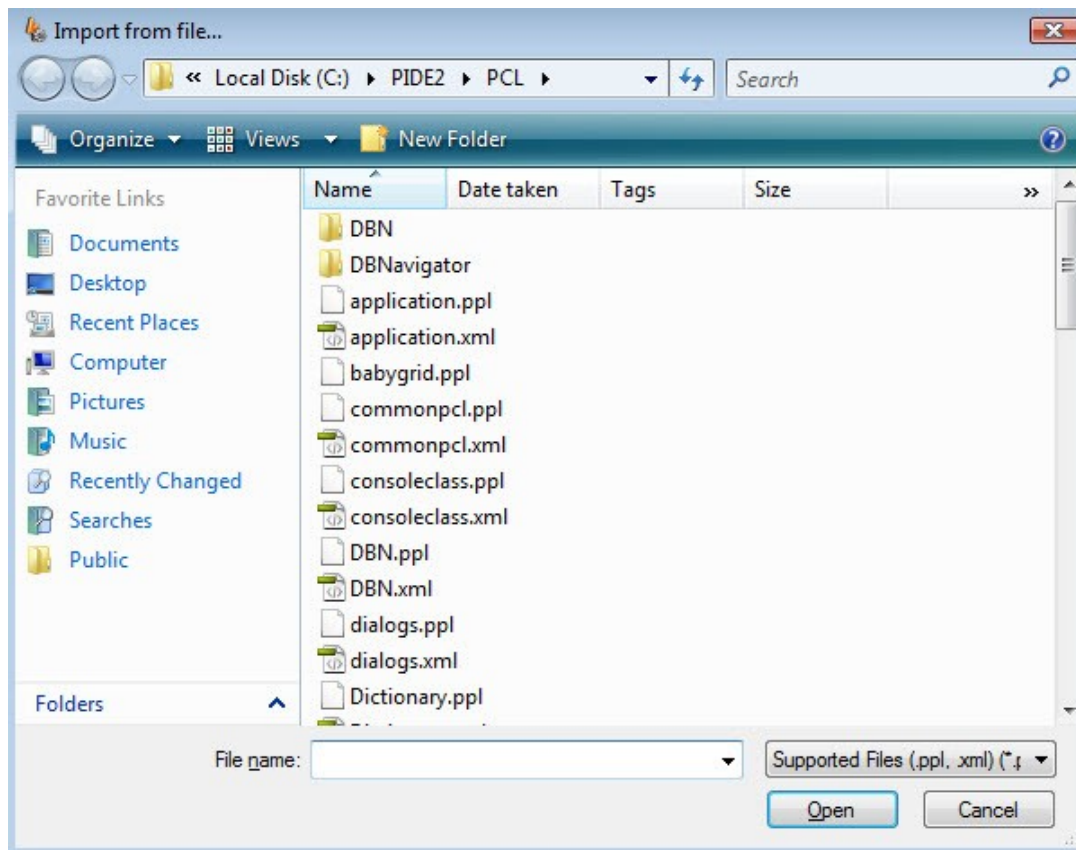 Import from file...
« Local Disk (C:) PIDE2 PCL Search
Organize Views New Folder
Favorite Links
Documents
Desktop
Recent Places
Computer
Pictures
Music
Recently Changed
Searches
Public
Folders
Name Date taken Tags Size »
DBN
DBNavigator
application.ppl
application.xml
babygrid.ppl
commonpcl.ppl
commonpcl.xml
consoleclass.ppl
consoleclass.xml
DBN.ppl
DBN.xml
dialogs.ppl
dialogs.xml
Dictionary.ppl
File name: Supported Files (.ppl, .xml) (*.p
Open Cancel